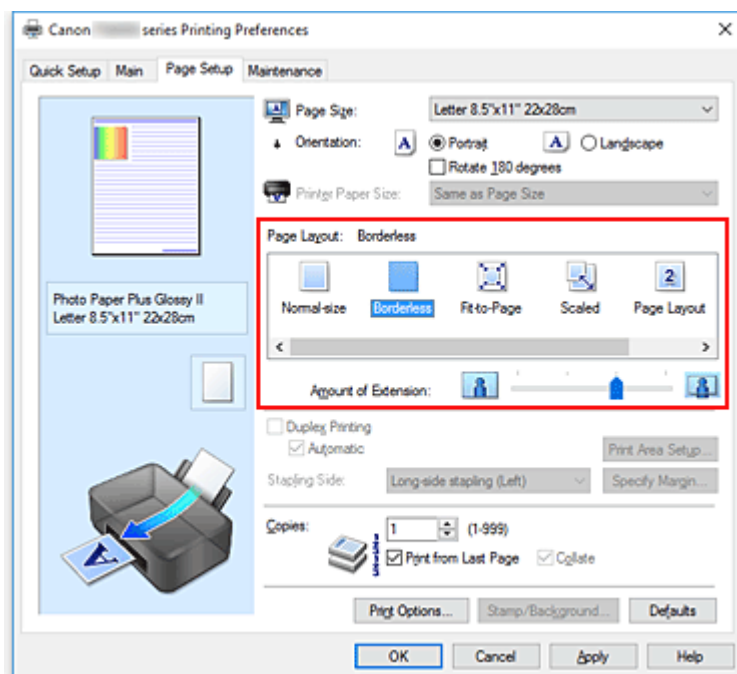 Canon series Printing Preferences
Quick Setup Main Page Setup Maintenance
Page Size: Letter 8.5"x11" 22x28cm
Orientation: A Portrait A Landscape
Rotate 180 degrees
Printer Paper Size: Same as Page Size
Page Layout: Borderless
2
Normal-size Borderless Fit-to-Page Scaled Page Layout
Photo Paper Plus Glossy II
Letter 8.5"x11" 22x28cm
Amount of Extension:
Duplex Printing
Automatic Print Area Setup...
Stapling Side: Long-side stapling (Left) Specify Margin...
Copies: 1 (1-999)
Print from Last Page Collate
A
Print Options... Stamp/Background... Defaults
OK Cancel Apply Help